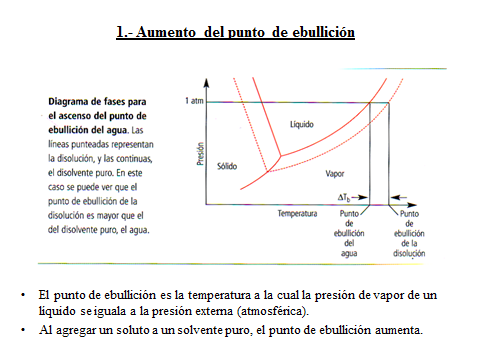 1.- Aumento del punto de ebullición
Diagrama de fases para
el ascenso del punto de
ebullición del agua. Las
líneas punteadas representan
la disolución, y las continuas,
el disolvente puro. En este
caso se puede ver que el
punto de ebullición de la
disolución es mayor que el
del disolvente puro, el agua.
1 atm
Presión
Líquido
Sólido
Vapor
ΔTb
Temperatura
Punto
de
ebullición
del
agua
Punto
de
ebullición
de la
disolución
• El punto de ebullición es la temperatura a la cual la presión de vapor de un
líquido se iguala a la presión externa (atmosférica).
• Al agregar un soluto a un solvente puro, el punto de ebullición aumenta.